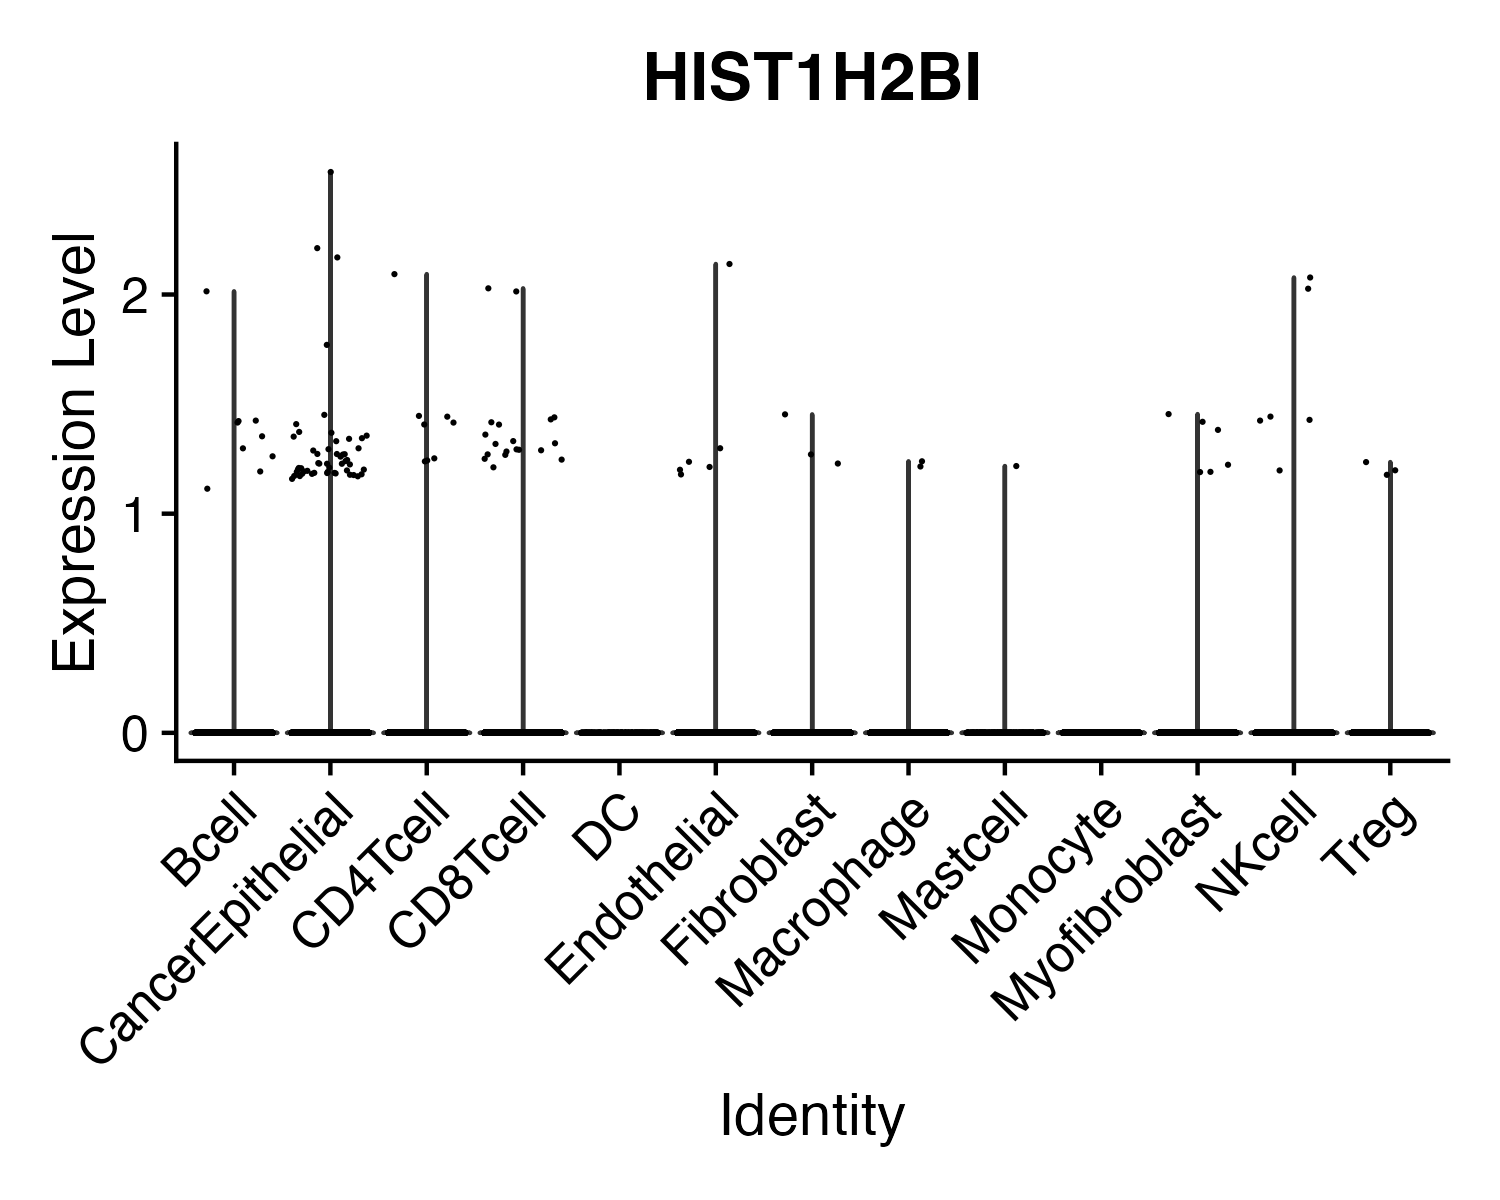 HIST1H2BI
Expression Level
2
1
0
Bcell
CancerEpithelial
CD4Tcell
CD8Tcell
DC
Endothelial
Fibroblast
Macrophage
Mastcell
Monocyte
Myofibroblast
NKcell
Treg
Identity